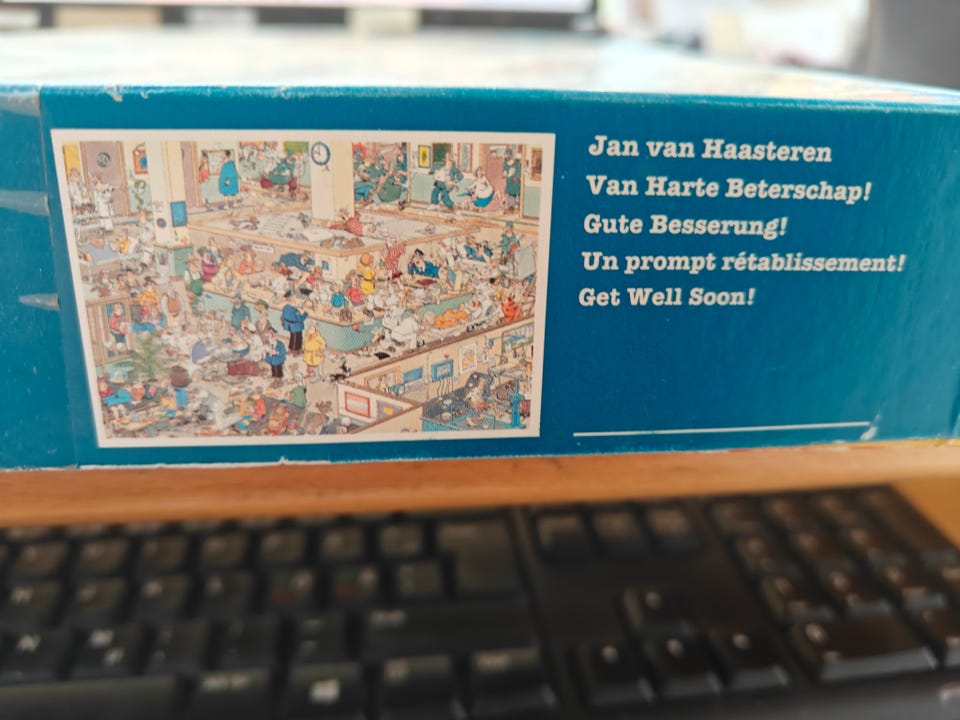 Jan van Haasteren
Van Harte Beterschap!
Gute Besserung!
Un prompt rétablissement!
Get Well Soon!